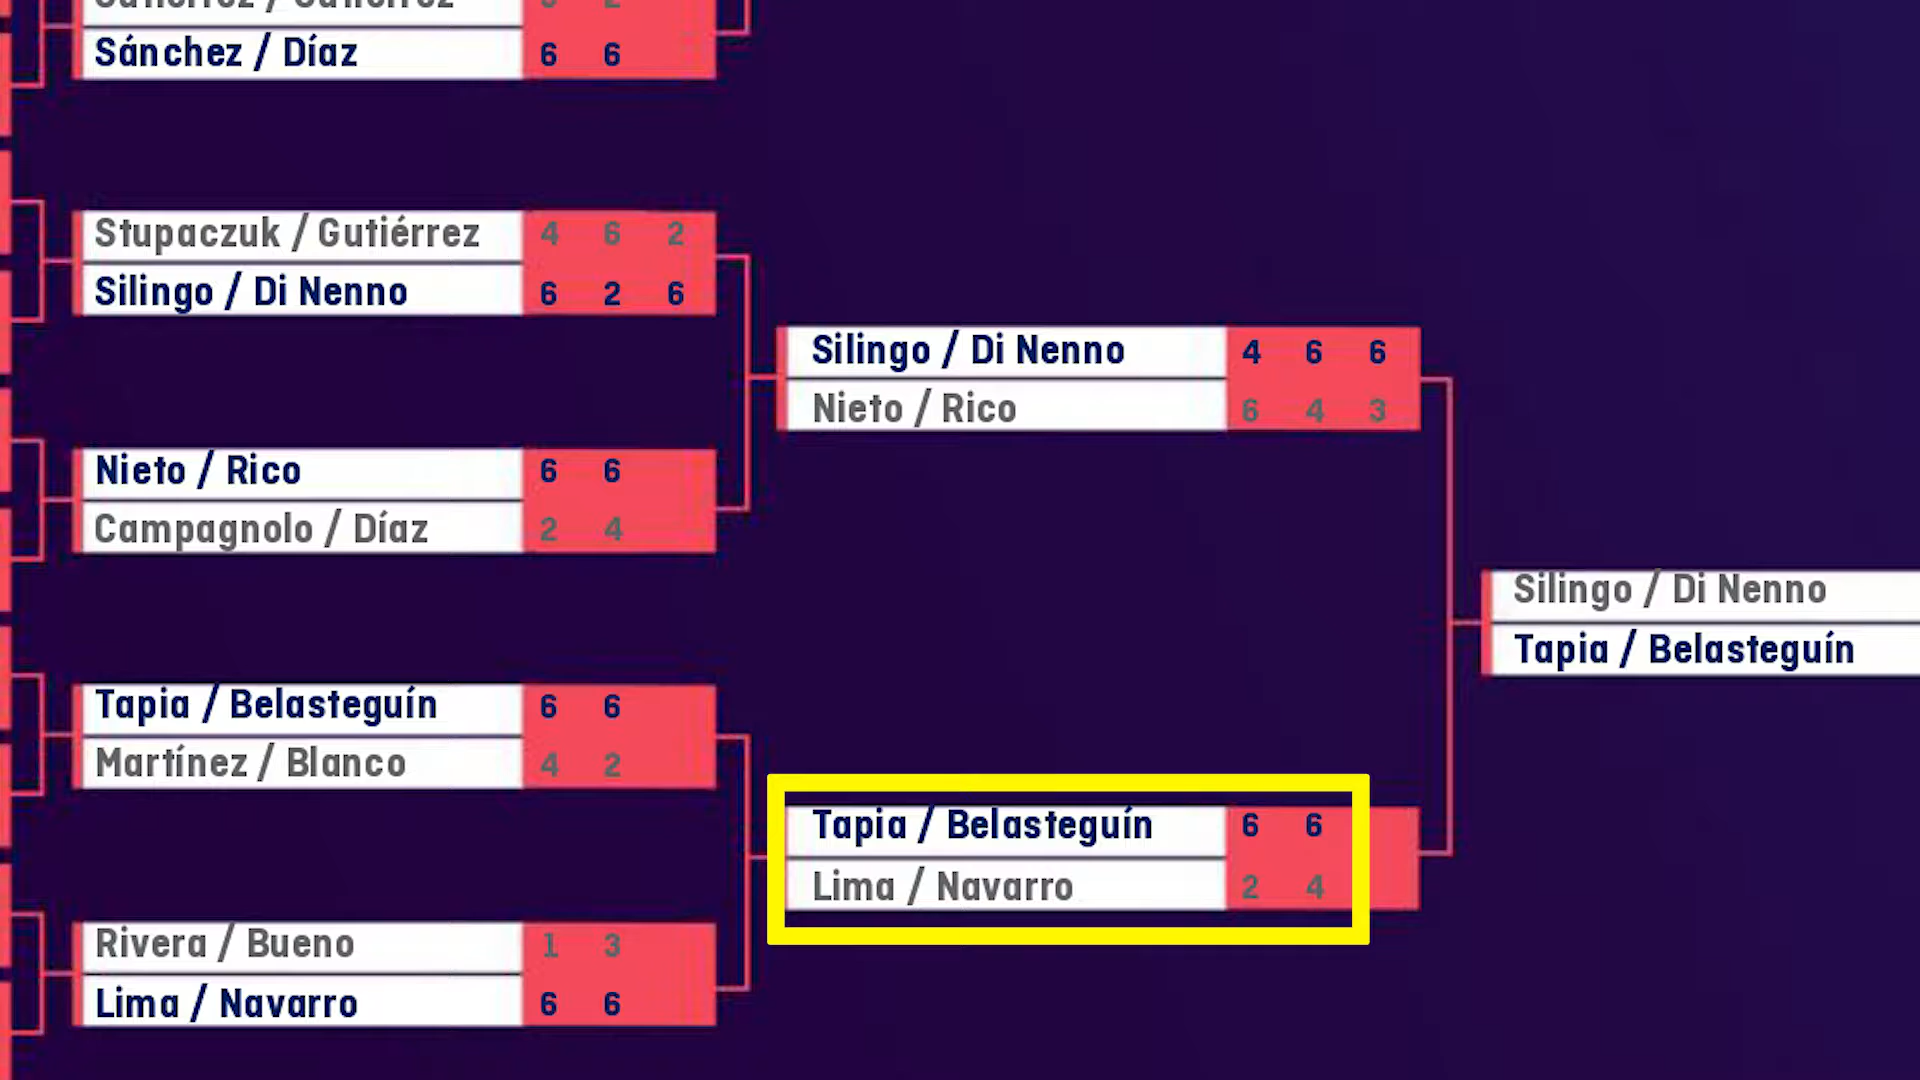 Sánchez / Díaz 6 6
Stupaczuk / Gutiérrez 4 6 2
Silingo / Di Nenno 6 2 6
Silingo / Di Nenno 4 6 6
Nieto / Rico 6 4 3
Nieto / Rico 6 6
Campagnolo / Díaz 2 4
Silingo / Di Nenno
Tapia / Belasteguín
Tapia / Belasteguín 6 6
Martínez / Blanco 4 2
Tapia / Belasteguín 6 6
Lima / Navarro 2 4
Rivera / Bueno 1 3
Lima / Navarro 6 6